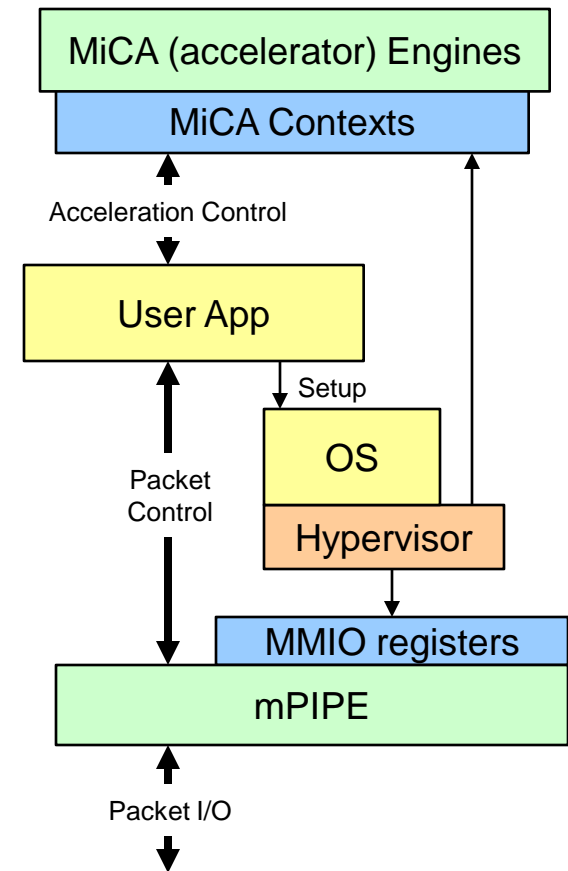 MiCA (accelerator) Engines
MiCA Contexts
Acceleration Control
User App
Setup
OS
Packet
Control
Hypervisor
MMIO registers
mPIPE
Packet I/O